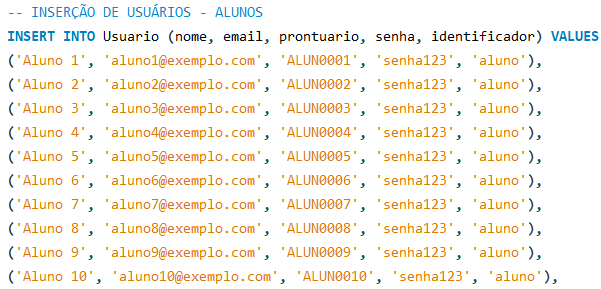 -- INSERÇÃO DE USUÁRIOS - ALUNOS
INSERT INTO Usuario (nome, email, prontuario, senha, identificador) VALUES
('Aluno 1', 'aluno1@exemplo.com', 'ALUN0001', 'senha123', 'aluno'),
('Aluno 2', 'aluno2@exemplo.com', 'ALUN0002', 'senha123', 'aluno'),
('Aluno 3', 'aluno3@exemplo.com', 'ALUN0003', 'senha123', 'aluno'),
('Aluno 4', 'aluno4@exemplo.com', 'ALUN0004', 'senha123', 'aluno'),
('Aluno 5', 'aluno5@exemplo.com', 'ALUN0005', 'senha123', 'aluno'),
('Aluno 6', 'aluno6@exemplo.com', 'ALUN0006', 'senha123', 'aluno'),
('Aluno 7', 'aluno7@exemplo.com', 'ALUN0007', 'senha123', 'aluno'),
('Aluno 8', 'aluno8@exemplo.com', 'ALUN0008', 'senha123', 'aluno'),
('Aluno 9', 'aluno9@exemplo.com', 'ALUN0009', 'senha123', 'aluno'),
('Aluno 10', 'aluno10@exemplo.com', 'ALUN0010', 'senha123', 'aluno'),